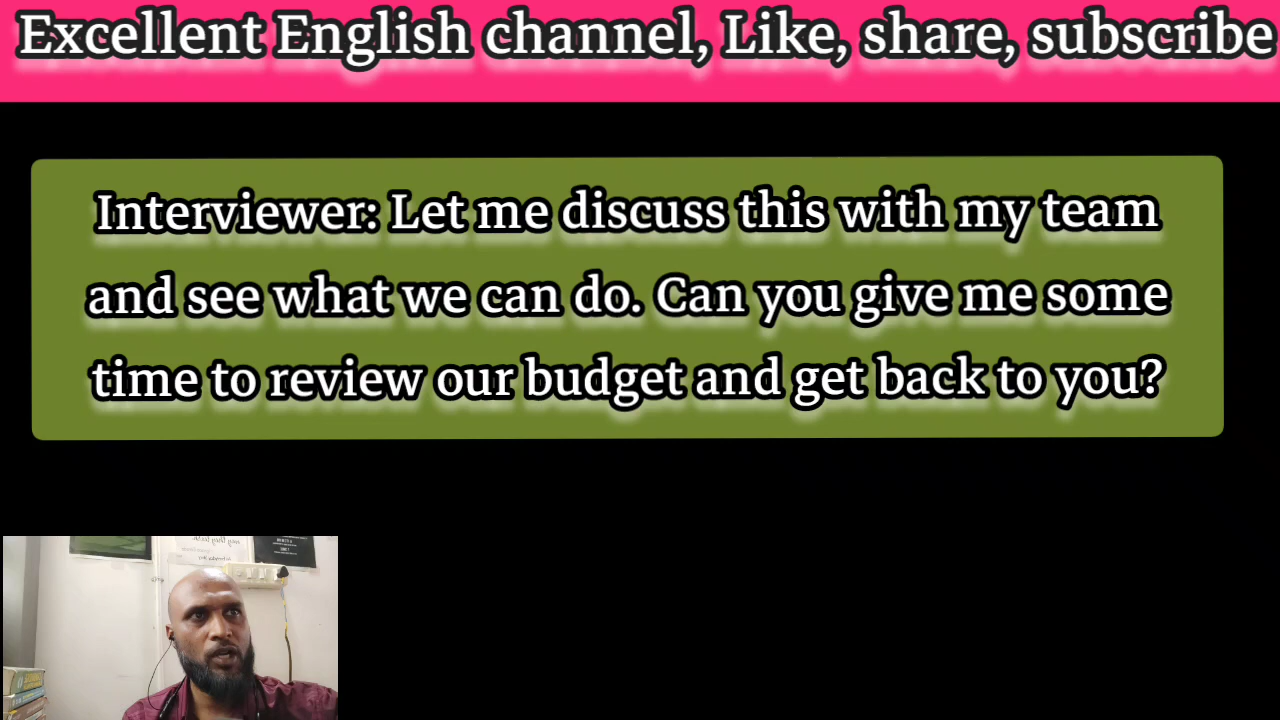 Excellent English channel, Like, share, subscribe
Interviewer: Let me discuss this with my team
and see what we can do. Can you give me some
time to review our budget and get back to you?